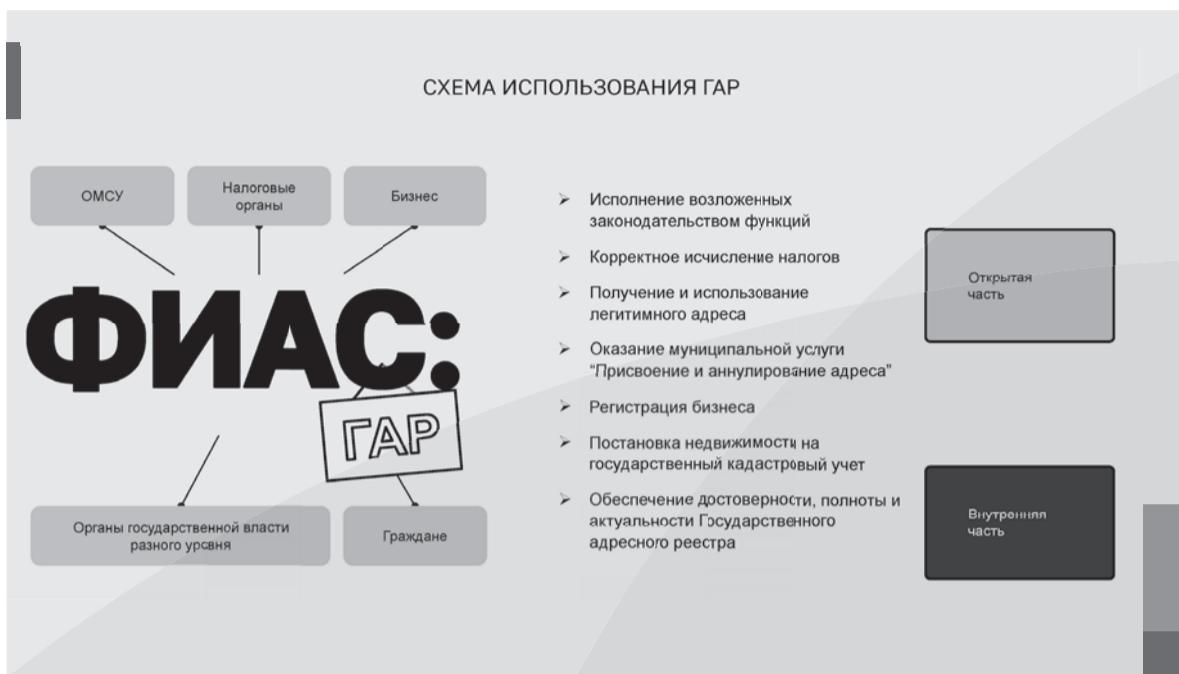 СХЕМА ИСПОЛЬЗОВАНИЯ ГАР
ОМСУ
Налоговые
органы
Бизнес
ФИАС:
ГАР
Органы государственной власти
разного уровня
Граждане
➢ Исполнение возложенных
законодательством функций
➢ Корректное исчисление налогов
➢ Получение и использование
легитимного адреса
➢ Оказание муниципальной услуги
“Присвоение и аннулирование адреса”
➢ Регистрация бизнеса
➢ Постановка недвижимости на
государственный кадастровый учет
➢ Обеспечение достоверности, полноты и
актуальности Государственного
адресного реестра
Открытая
часть
Внутренняя
часть